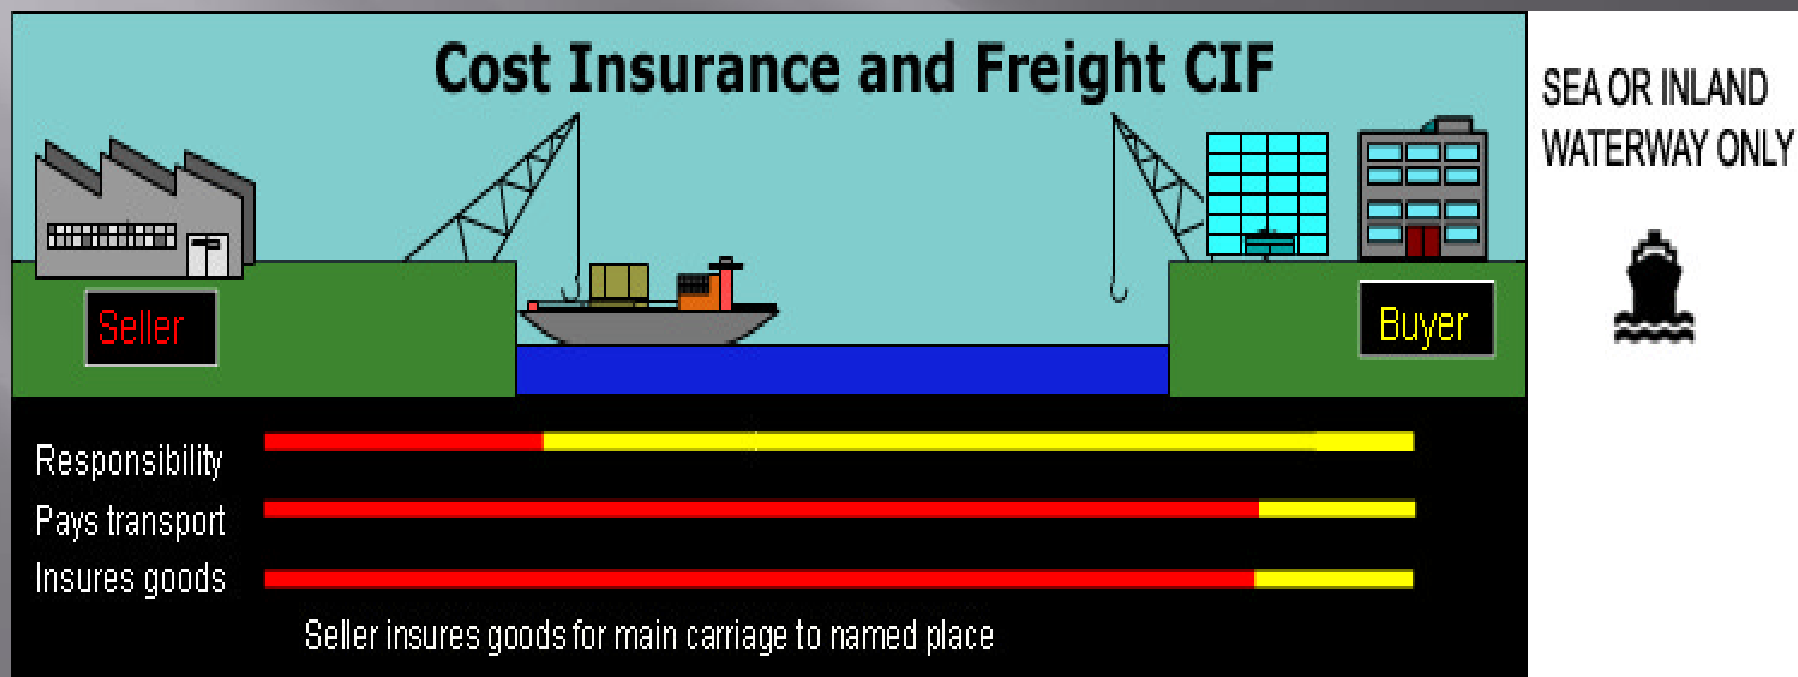 Cost Insurance and Freight CIF
SEA OR INLAND
WATERWAY ONLY
Seller
Buyer
Responsibility
Pays transport
Insures goods
Seller insures goods for main carriage to named place